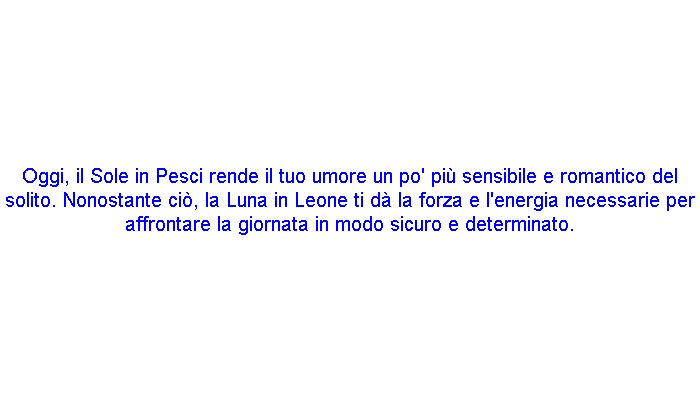 Oggi, il Sole in Pesci rende il tuo umore un po' più sensibile e romantico del
solito. Nonostante ciò, la Luna in Leone ti dà la forza e l'energia necessarie per
affrontare la giornata in modo sicuro e determinato.